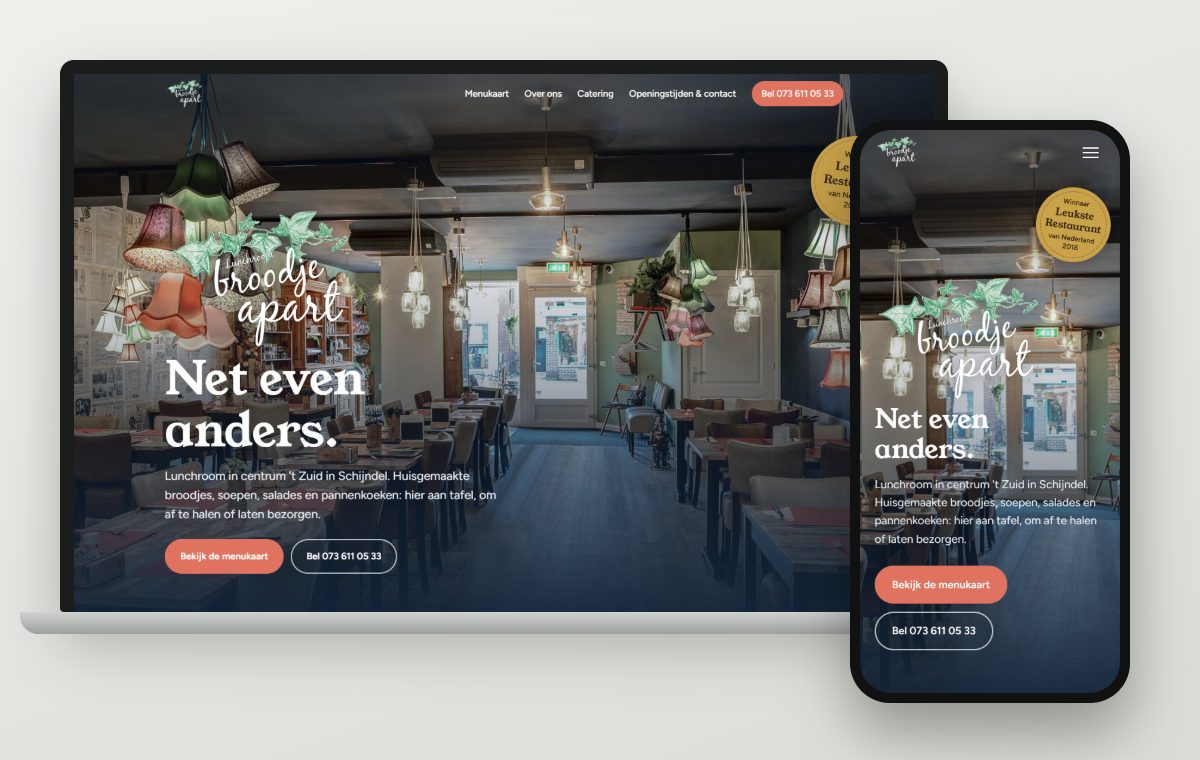 broodje
apart
Menukaart
Over ons
Catering
Openingstijden & contact
Bel 073 611 05 33
Lunchroom
broodje
apart
Net even
anders.
Lunchroom in centrum 't Zuid in Schijndel. Huisgemaakte
broodjes, soepen, salades en pannenkoeken: hier aan tafel, om
af te halen of laten bezorgen.
Bekijk de menukaart
Bel 073 611 05 33
broodje
apart
Winnaar
Leukste
Restaurant
van Nederland
2018
Lunchroom
broodje
apart
Net even
anders.
Lunchroom in centrum 't Zuid in Schijndel.
Huisgemaakte broodjes, soepen, salades en
pannenkoeken: hier aan tafel, om af te halen
of laten bezorgen.
Bekijk de menukaart
Bel 073 611 05 33